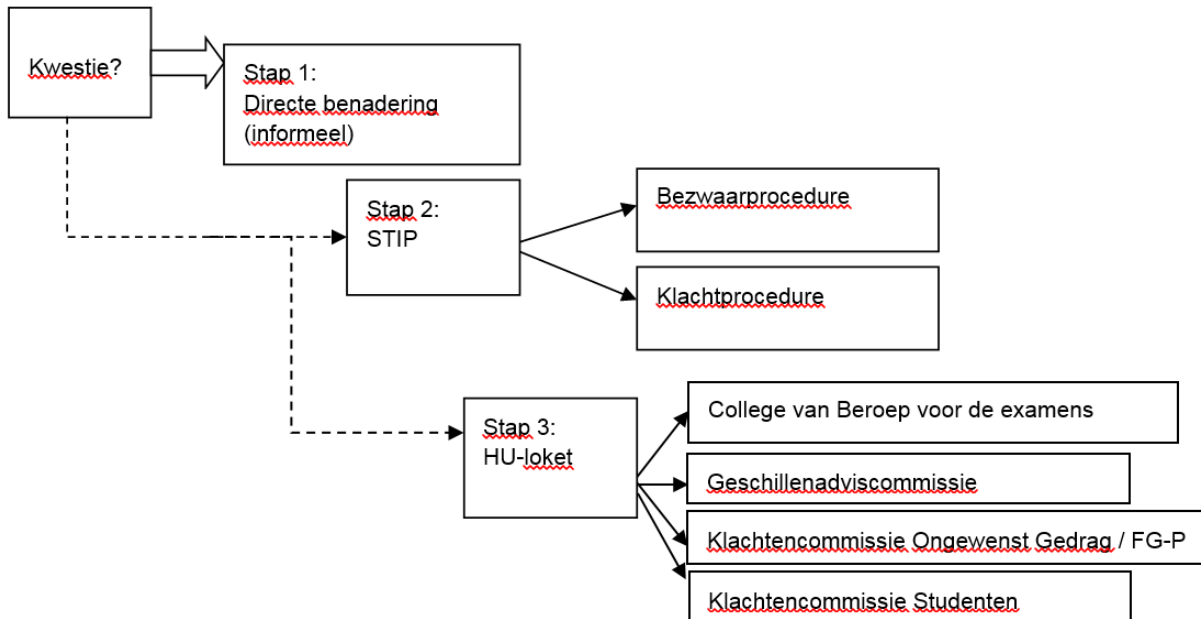 Kwestie?
Stap 1:
Directe benadering
(informeel)
Stap 2:
STIP
Bezwaarprocedure
Klachtprocedure
Stap 3:
HU-loket
College van Beroep voor de examens
Geschillenadviscommissie
Klachtencommissie Ongewenst Gedrag / FG-P
Klachtencommissie Studenten